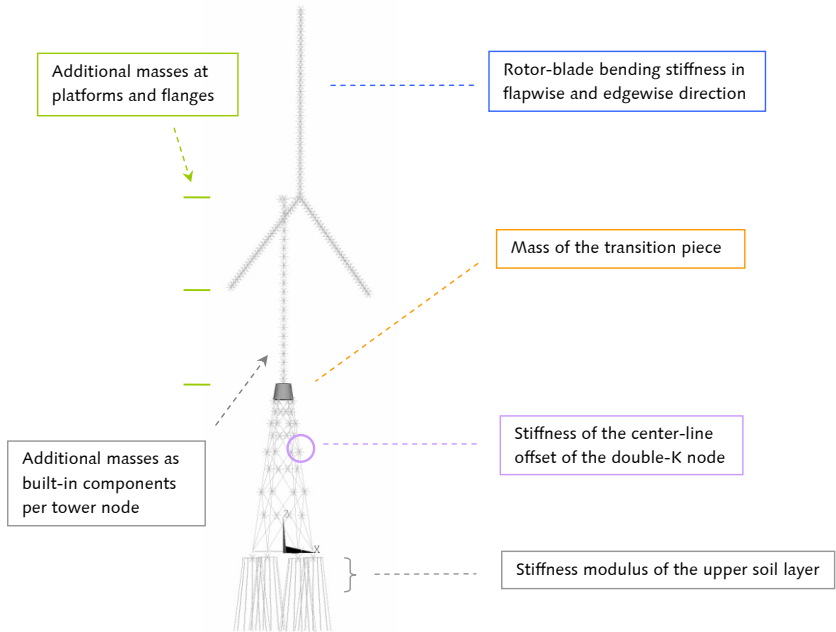 Additional masses at
platforms and flanges
Rotor-blade bending stiffness in
flapwise and edgewise direction
Mass of the transition piece
Stiffness of the center-line
offset of the double-K node
Additional masses as
built-in components
per tower node
Z
X
Stiffness modulus of the upper soil layer